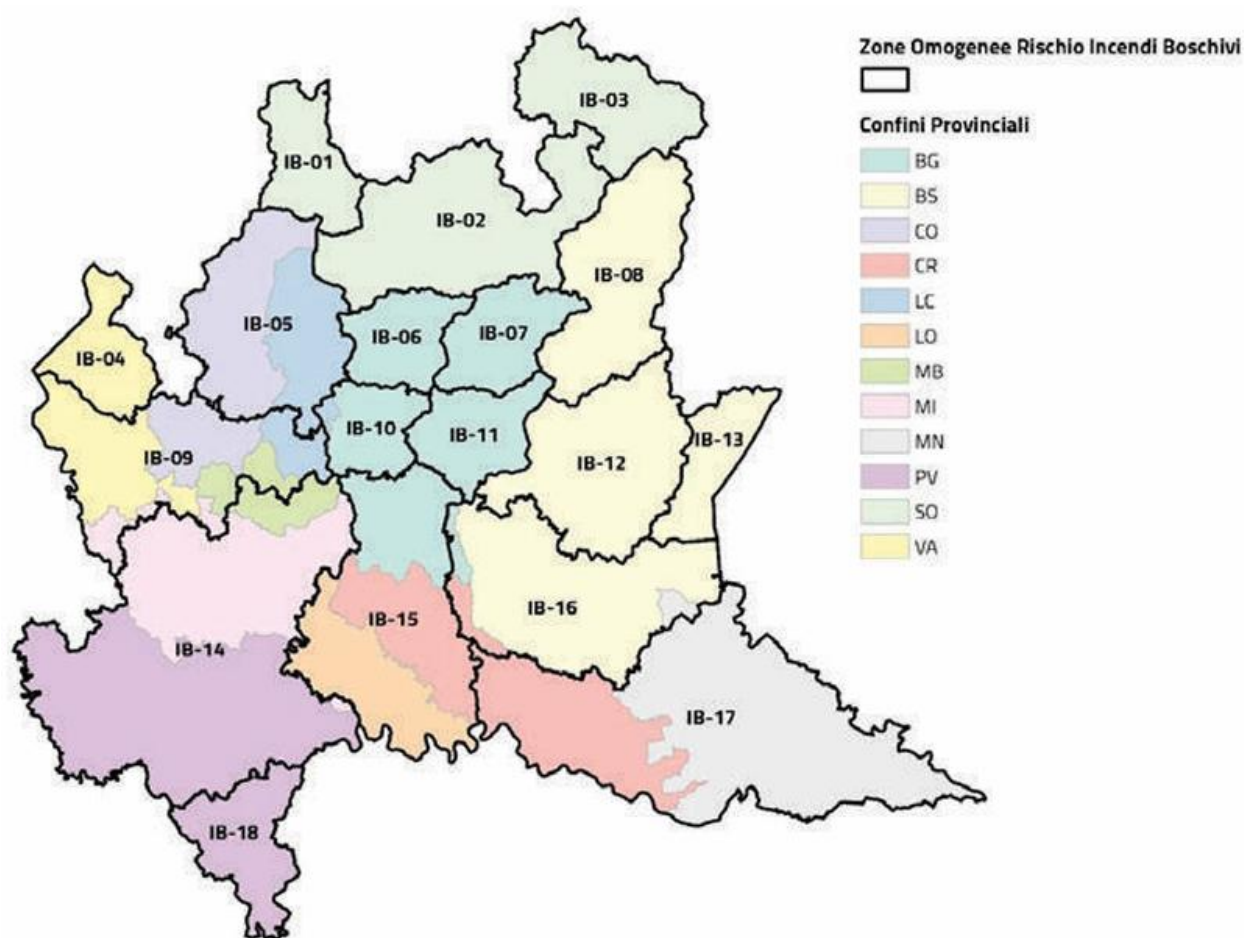 Zone Omogenee Rischio Incendi Boschivi
Confini Provinciali
BG
BS
CO
CR
LC
LO
MB
MI
MN
PV
SO
VA
IB-03
IB-01
IB-02
IB-08
IB-05
IB-06
IB-07
IB-04
IB-10
IB-11
IB-13
IB-09
IB-12
IB-16
IB-15
IB-14
IB-17
IB-18